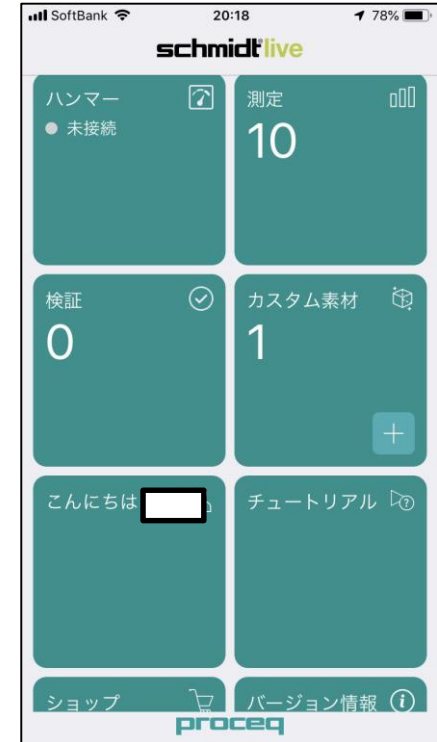 SoftBank 20:18 78%
schmidt live
ハンマー
未接続
測定
10
検証
0
カスタム素材
1
+
こんにちは
チュートリアル
ショップ
バージョン情報
proceq